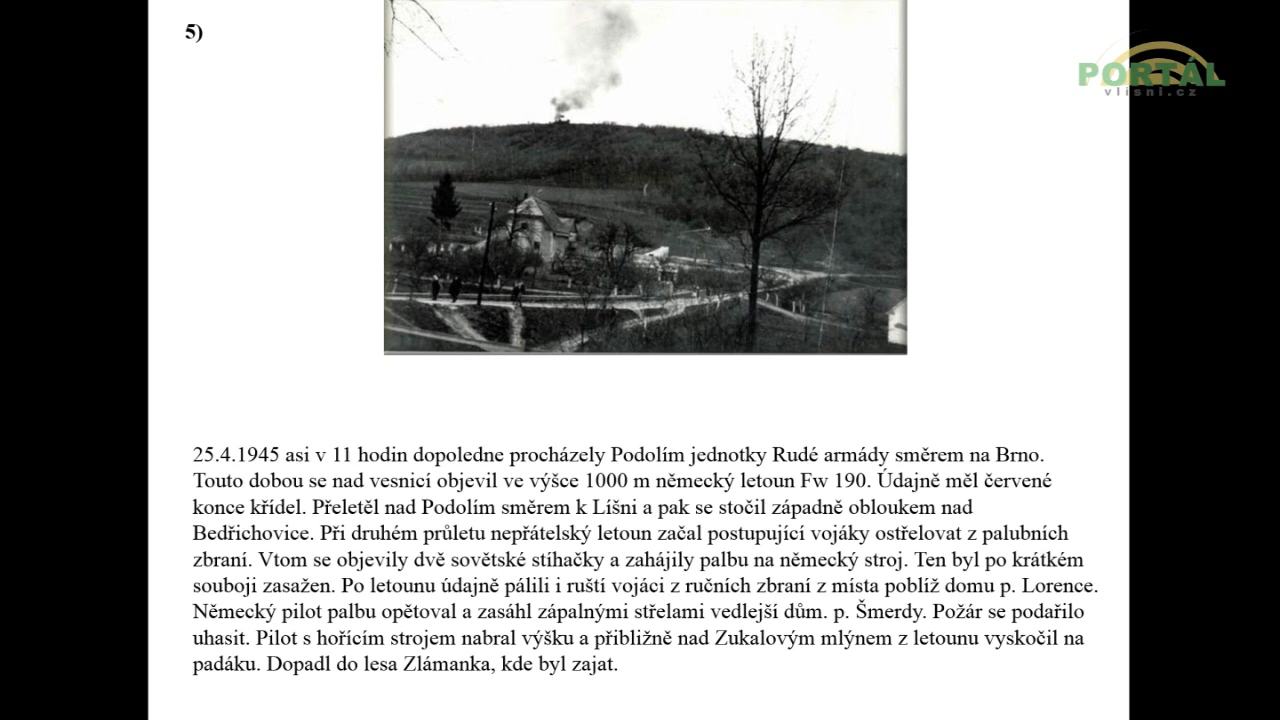 5)
PORTÁL
vlisni.cz
25.4.1945 asi v 11 hodin dopoledne procházely Podolím jednotky Rudé armády směrem na Brno.
Touto dobou se nad vesnicí objevil ve výšce 1000 m německý letoun Fw 190. Údajně měl červené
konce křídel. Přeletěl nad Podolím směrem k Líšni a pak se stočil západně obloukem nad
Bedřichovice. Při druhém průletu nepřátelský letoun začal postupující vojáky ostřelovat z palubních
zbraní. Vtom se objevily dvě sovětské stíhačky a zahájily palbu na německý stroj. Ten byl po krátkém
souboji zasažen. Po letounu údajně pálili i ruští vojáci z ručních zbraní z místa poblíž domu p. Lorence.
Německý pilot palbu opětoval a zasáhl zápalnými střelami vedlejší dům. p. Šmerdy. Požár se podařilo
uhasit. Pilot s hořícím strojem nabral výšku a přibližně nad Zukalovým mlýnem z letounu vyskočil na
padáku. Dopadl do lesa Zlámanka, kde byl zajat.